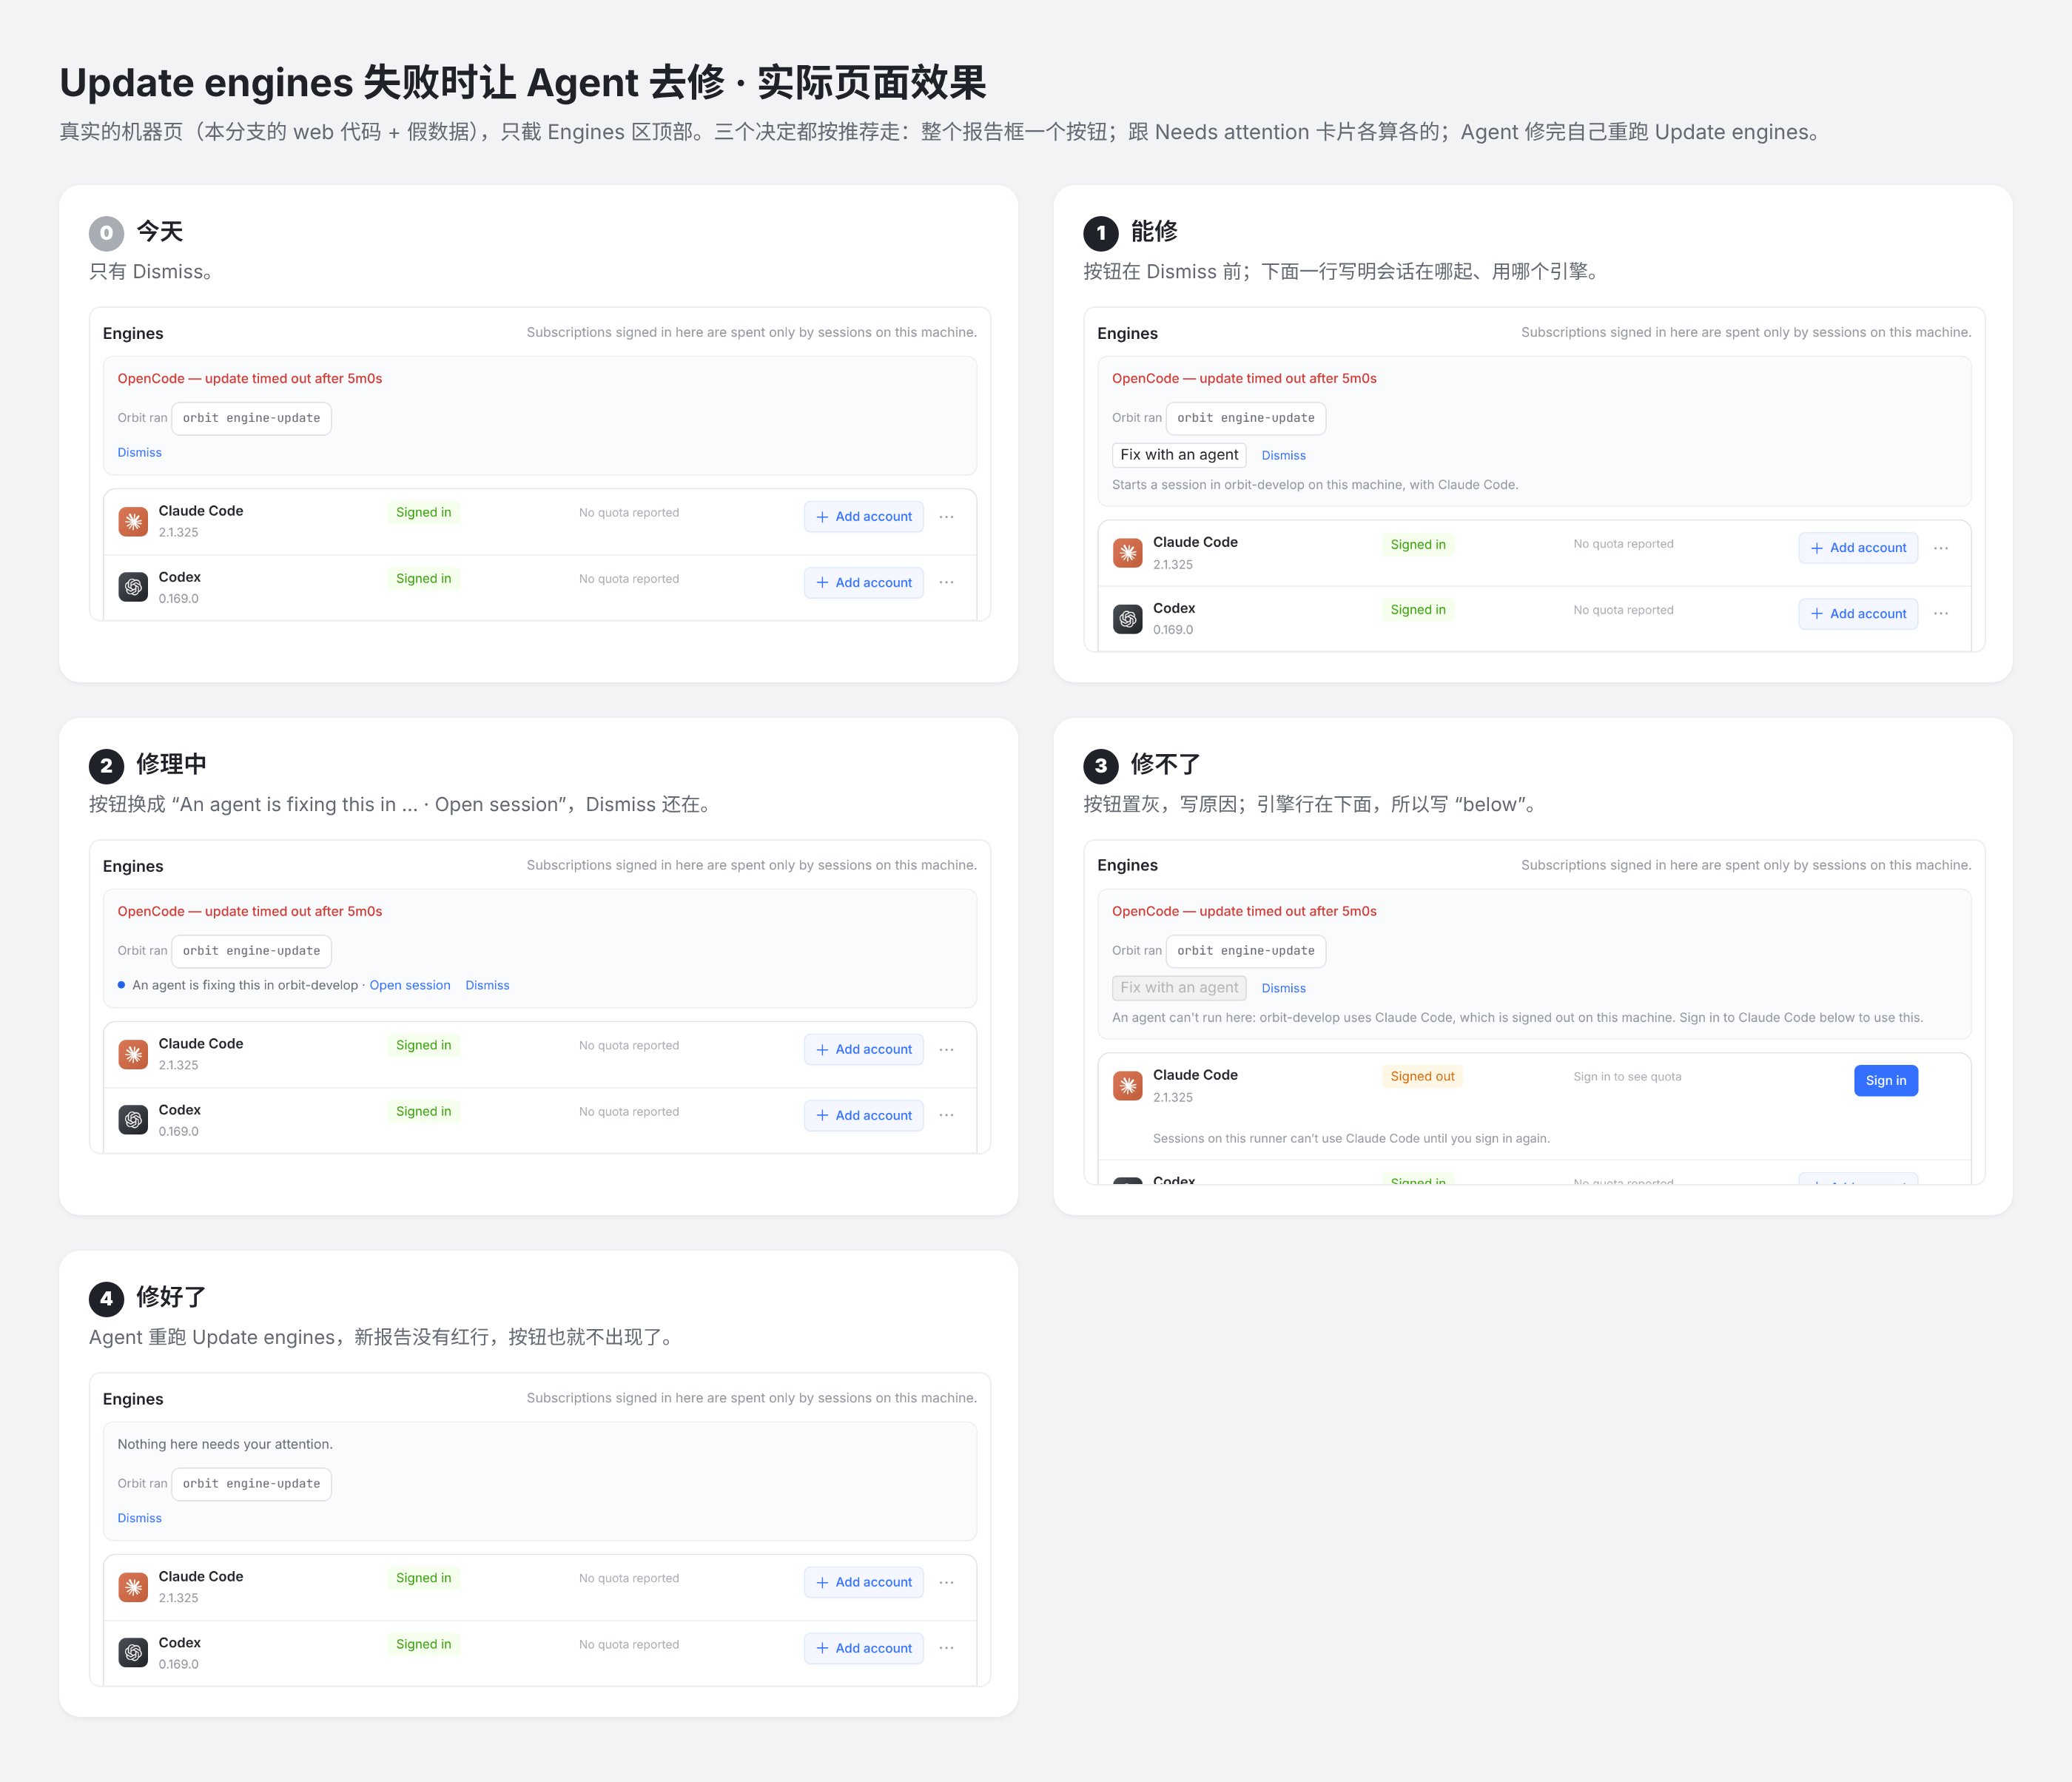 Update engines 失败时让 Agent 去修 · 实际页面效果
真实的机器页（本分支的 web 代码 + 假数据），只截 Engines 区顶部。三个决定都按推荐走：整个报告框一个按钮；跟 Needs attention 卡片各算各的；Agent 修完自己重跑 Update engines。
0 今天
只有 Dismiss。
Engines
Subscriptions signed in here are spent only by sessions on this machine.
OpenCode — update timed out after 5m0s
Orbit ran orbit engine-update
Dismiss
Claude Code
Signed in
No quota reported
+ Add account
···
2.1.325
Codex
Signed in
No quota reported
+ Add account
···
0.169.0
1 能修
按钮在 Dismiss 前；下面一行写明会话在哪起、用哪个引擎。
Engines
Subscriptions signed in here are spent only by sessions on this machine.
OpenCode — update timed out after 5m0s
Orbit ran orbit engine-update
Fix with an agent
Dismiss
Starts a session in orbit-develop on this machine, with Claude Code.
Claude Code
Signed in
No quota reported
+ Add account
···
2.1.325
Codex
Signed in
No quota reported
+ Add account
···
0.169.0
2 修理中
按钮换成 “An agent is fixing this in … · Open session”，Dismiss 还在。
Engines
Subscriptions signed in here are spent only by sessions on this machine.
OpenCode — update timed out after 5m0s
Orbit ran orbit engine-update
An agent is fixing this in orbit-develop · Open session
Dismiss
Claude Code
Signed in
No quota reported
+ Add account
···
2.1.325
Codex
Signed in
No quota reported
+ Add account
···
0.169.0
3 修不了
按钮置灰，写原因；引擎行在下面，所以写 “below”。
Engines
Subscriptions signed in here are spent only by sessions on this machine.
OpenCode — update timed out after 5m0s
Orbit ran orbit engine-update
Fix with an agent
Dismiss
An agent can't run here: orbit-develop uses Claude Code, which is signed out on this machine. Sign in to Claude Code below to use this.
Claude Code
Signed out
Sign in to see quota
Sign in
2.1.325
Sessions on this runner can’t use Claude Code until you sign in again.
Codex
Signed in
No quota reported
4 修好了
Agent 重跑 Update engines，新报告没有红行，按钮也就不出现了。
Engines
Subscriptions signed in here are spent only by sessions on this machine.
Nothing here needs your attention.
Orbit ran orbit engine-update
Dismiss
Claude Code
Signed in
No quota reported
+ Add account
···
2.1.325
Codex
Signed in
No quota reported
+ Add account
···
0.169.0